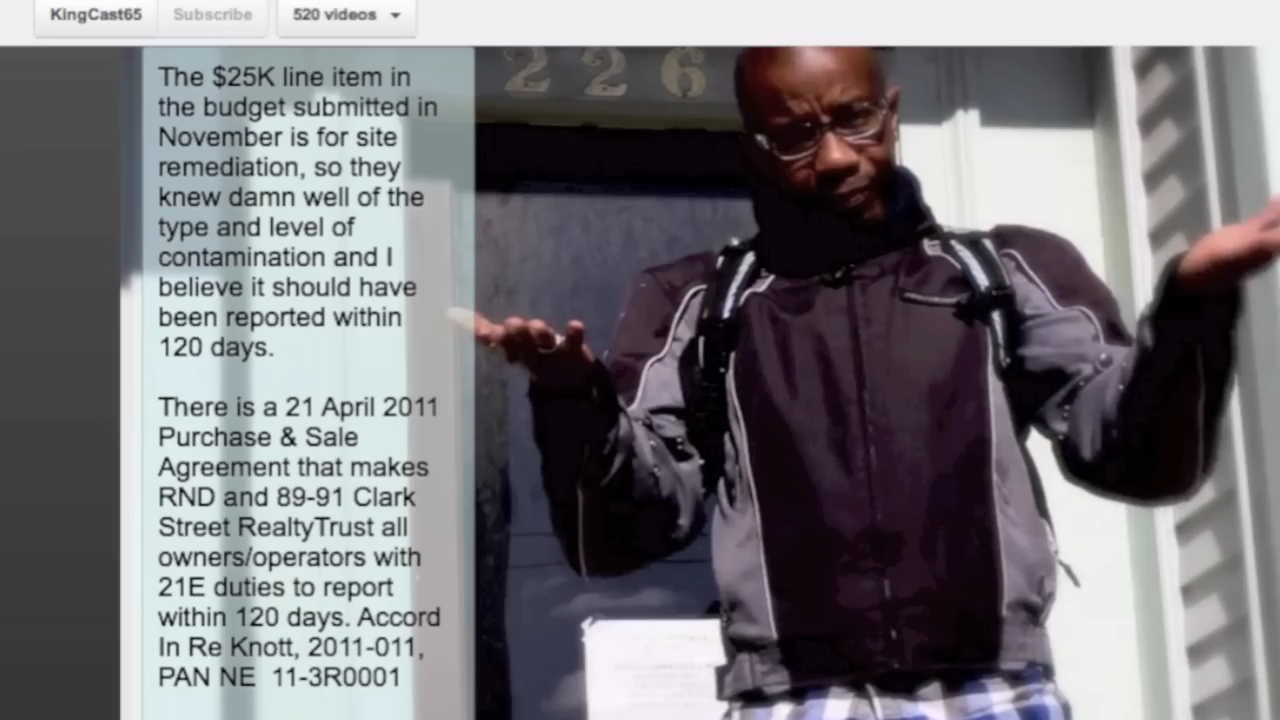 KingCast65 Subscribe 520 videos
226
The $25K line item in
the budget submitted in
November is for site
remediation, so they
knew damn well of the
type and level of
contamination and I
believe it should have
been reported within
120 days.
There is a 21 April 2011
Purchase & Sale
Agreement that makes
RND and 89-91 Clark
Street RealtyTrust all
owners/operators with
21E duties to report
within 120 days. Accord
In Re Knott, 2011-011,
PAN NE 11-3R0001